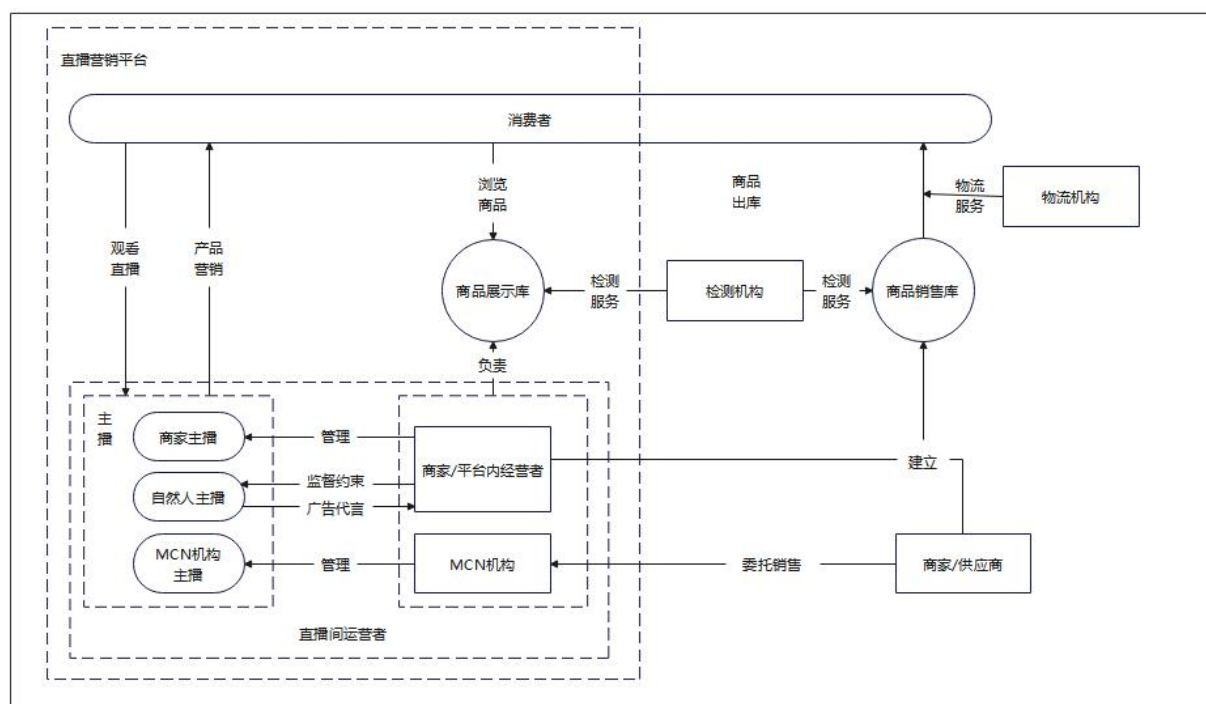 直播营销平台
消费者
浏览
商品
商品
出库
物流
服务
物流机构
观看
直播
产品
营销
商品展示库
检测
服务
检测机构
检测
服务
商品销售库
负责
主
播
商家主播
管理
商家/平台内经营者
建立
监督约束
自然人主播
广告代言
MCN机构
主播
管理
MCN机构
委托销售
商家/供应商
直播间运营者